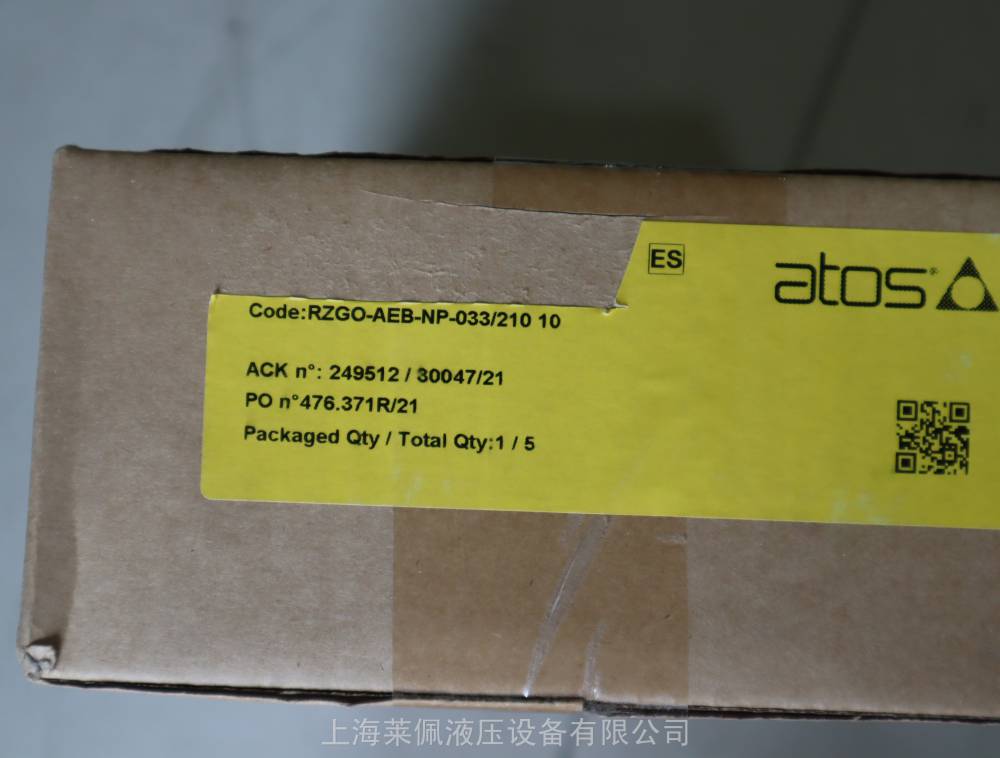 ES
atos®
Code:RZGO-AEB-NP-033/210 10
ACK n°: 249512 / 30047/21
PO n°476.371R/21
Packaged Qty / Total Qty:1 / 5
上海莱佩液压设备有限公司